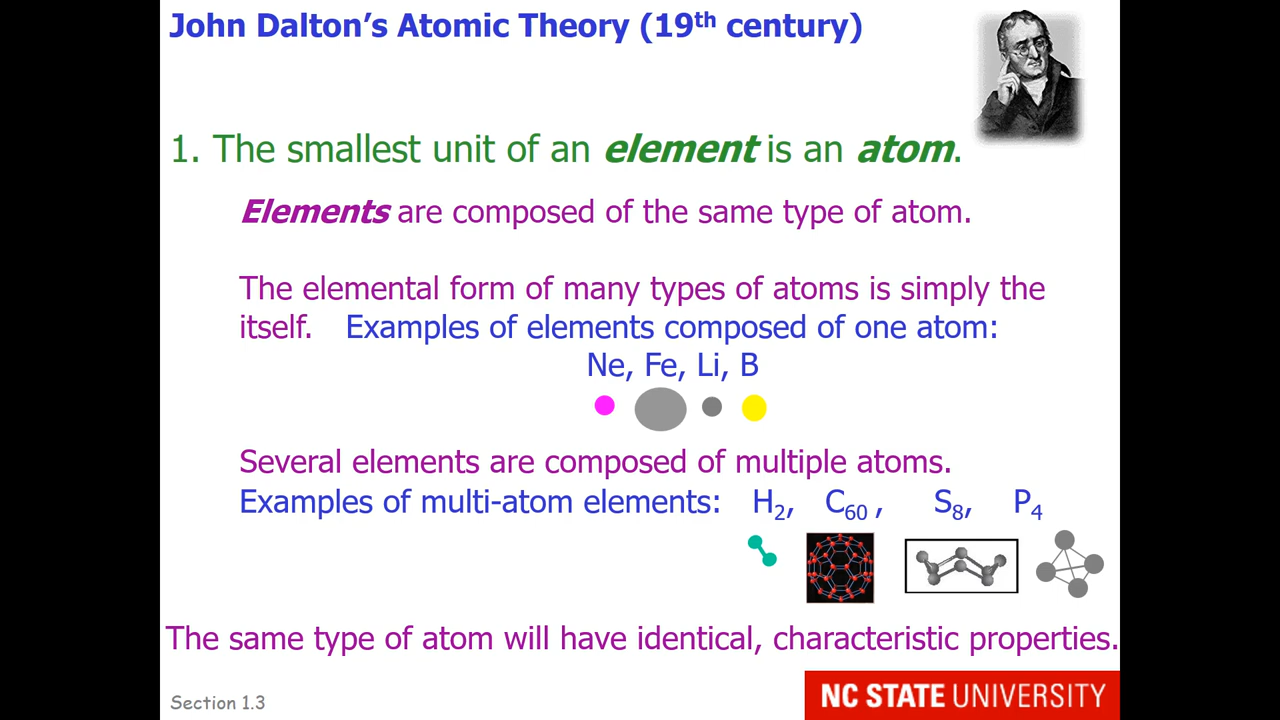 John Dalton’s Atomic Theory (19th century)
1. The smallest unit of an element is an atom.
Elements are composed of the same type of atom.
The elemental form of many types of atoms is simply the
itself. Examples of elements composed of one atom:
Ne, Fe, Li, B
Several elements are composed of multiple atoms.
Examples of multi-atom elements: H2, C60 , S8, P4
The same type of atom will have identical, characteristic properties.
Section 1.3
NC STATE UNIVERSITY